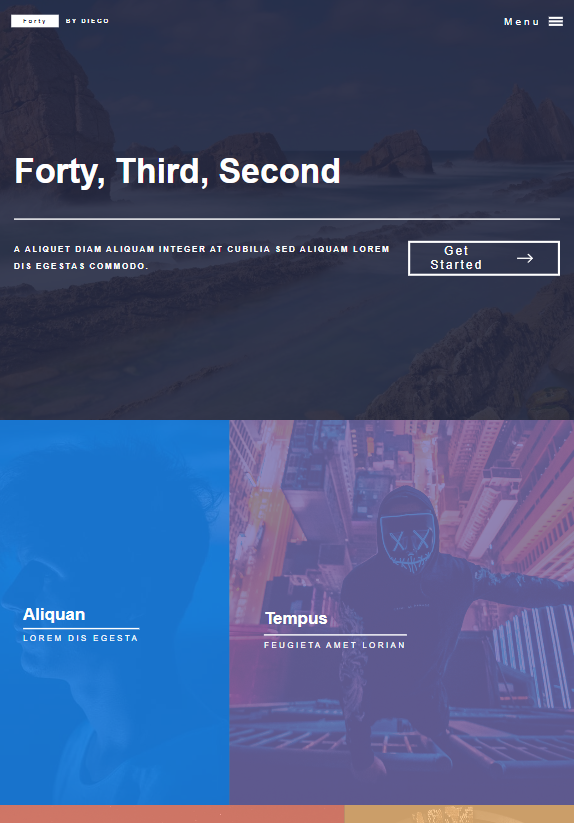 Forty BY DIEGO
Menu
Forty, Third, Second
A ALIQUET DIAM ALIQUAM INTEGER AT CUBILIA SED ALIQUAM LOREM
DIS EGESTAS COMMODO.
Get
Started
Aliquan
LOREM DIS EGESTA
Tempus
FEUGIETA AMET LORIAN